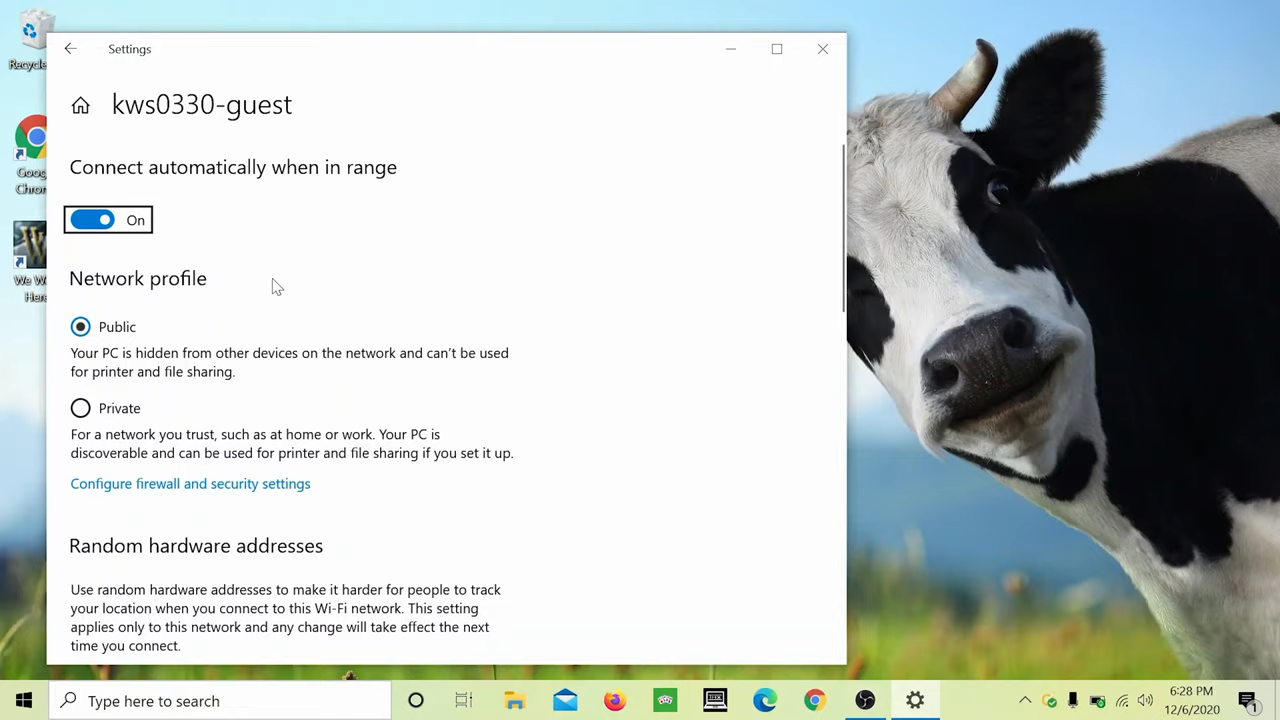 Recycle
Goog
Chron
We W
Here
Settings
kws0330-guest
Connect automatically when in range
On
Network profile
Public
Your PC is hidden from other devices on the network and can't be used
for printer and file sharing.
Private
For a network you trust, such as at home or work. Your PC is
discoverable and can be used for printer and file sharing if you set it up.
Configure firewall and security settings
Random hardware addresses
Use random hardware addresses to make it harder for people to track
your location when you connect to this Wi-Fi network. This setting
applies only to this network and any change will take effect the next
time you connect.
Type here to search
6:28 PM
12/6/2020
1